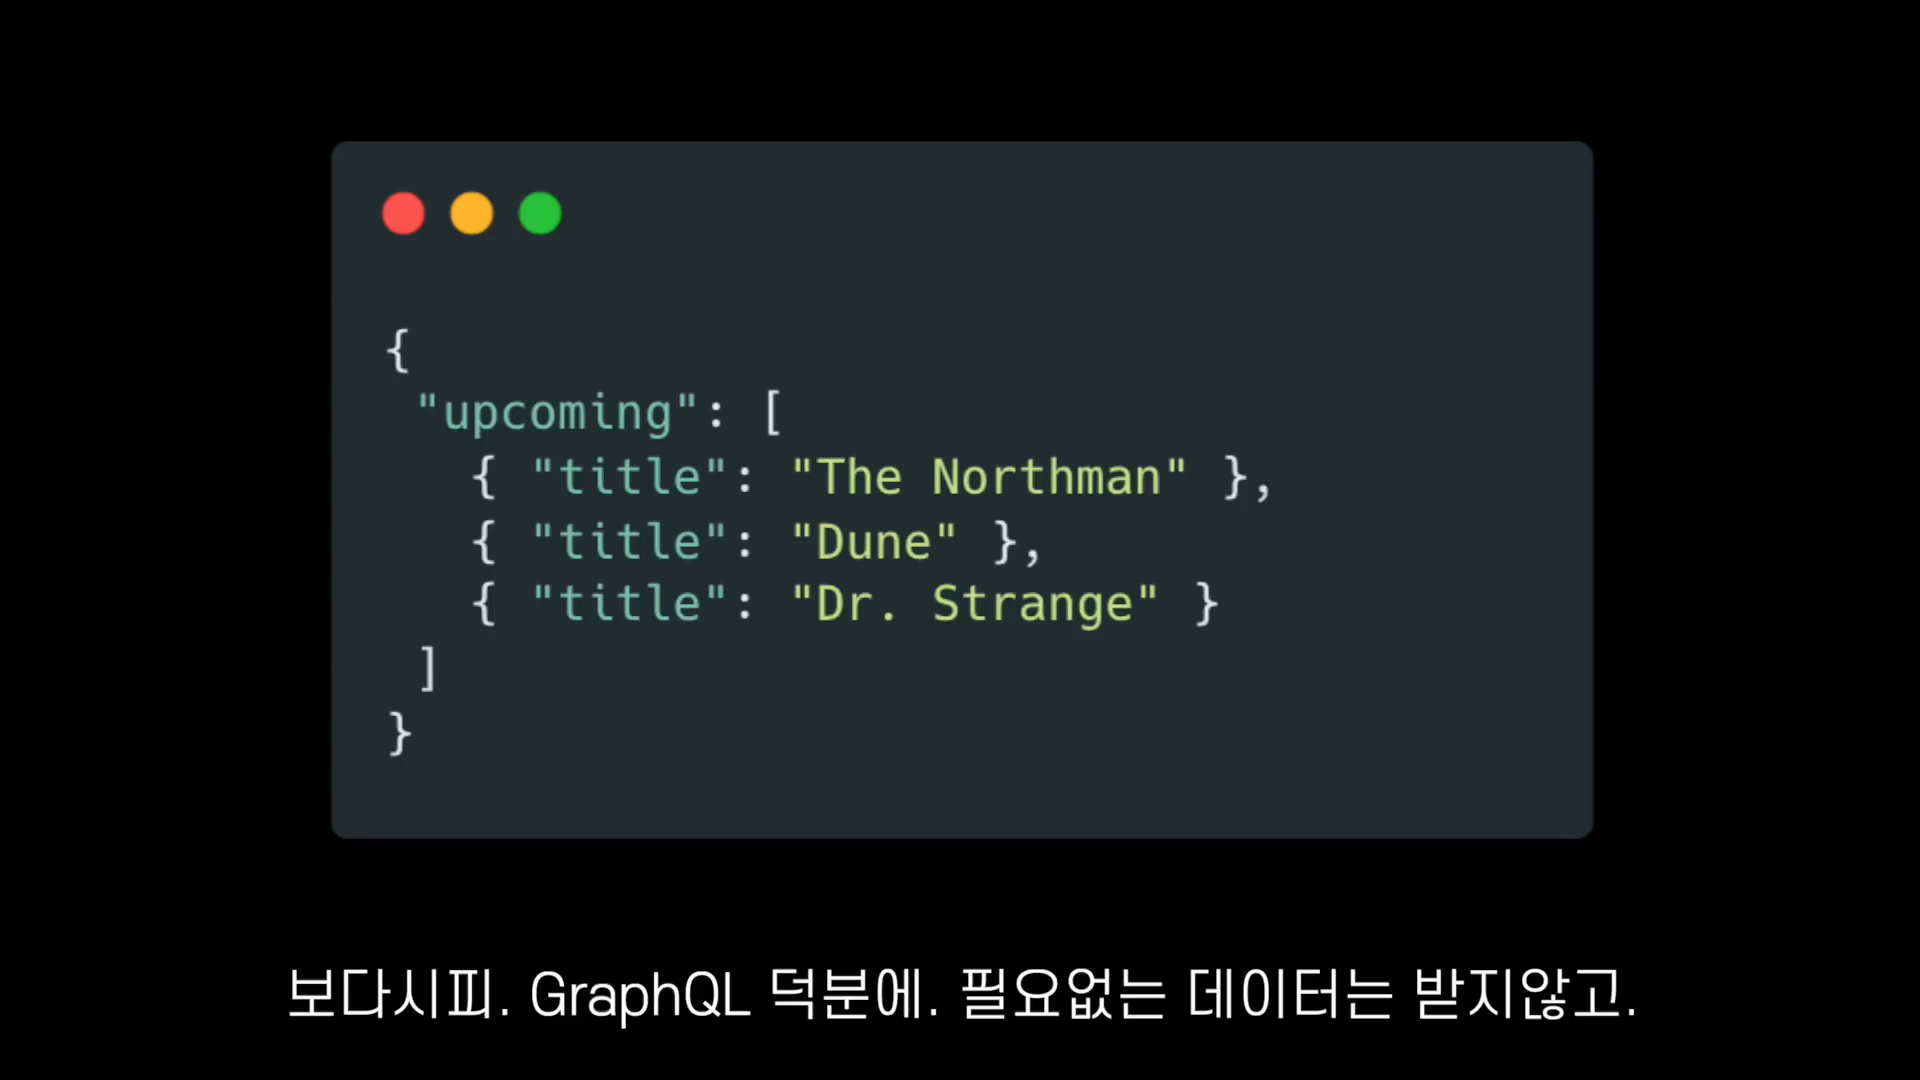 {
"upcoming": [
{ "title": "The Northman" },
{ "title": "Dune" },
{ "title": "Dr. Strange" }
]
}
보다시피. GraphQL 덕분에. 필요없는 데이터는 받지않고.